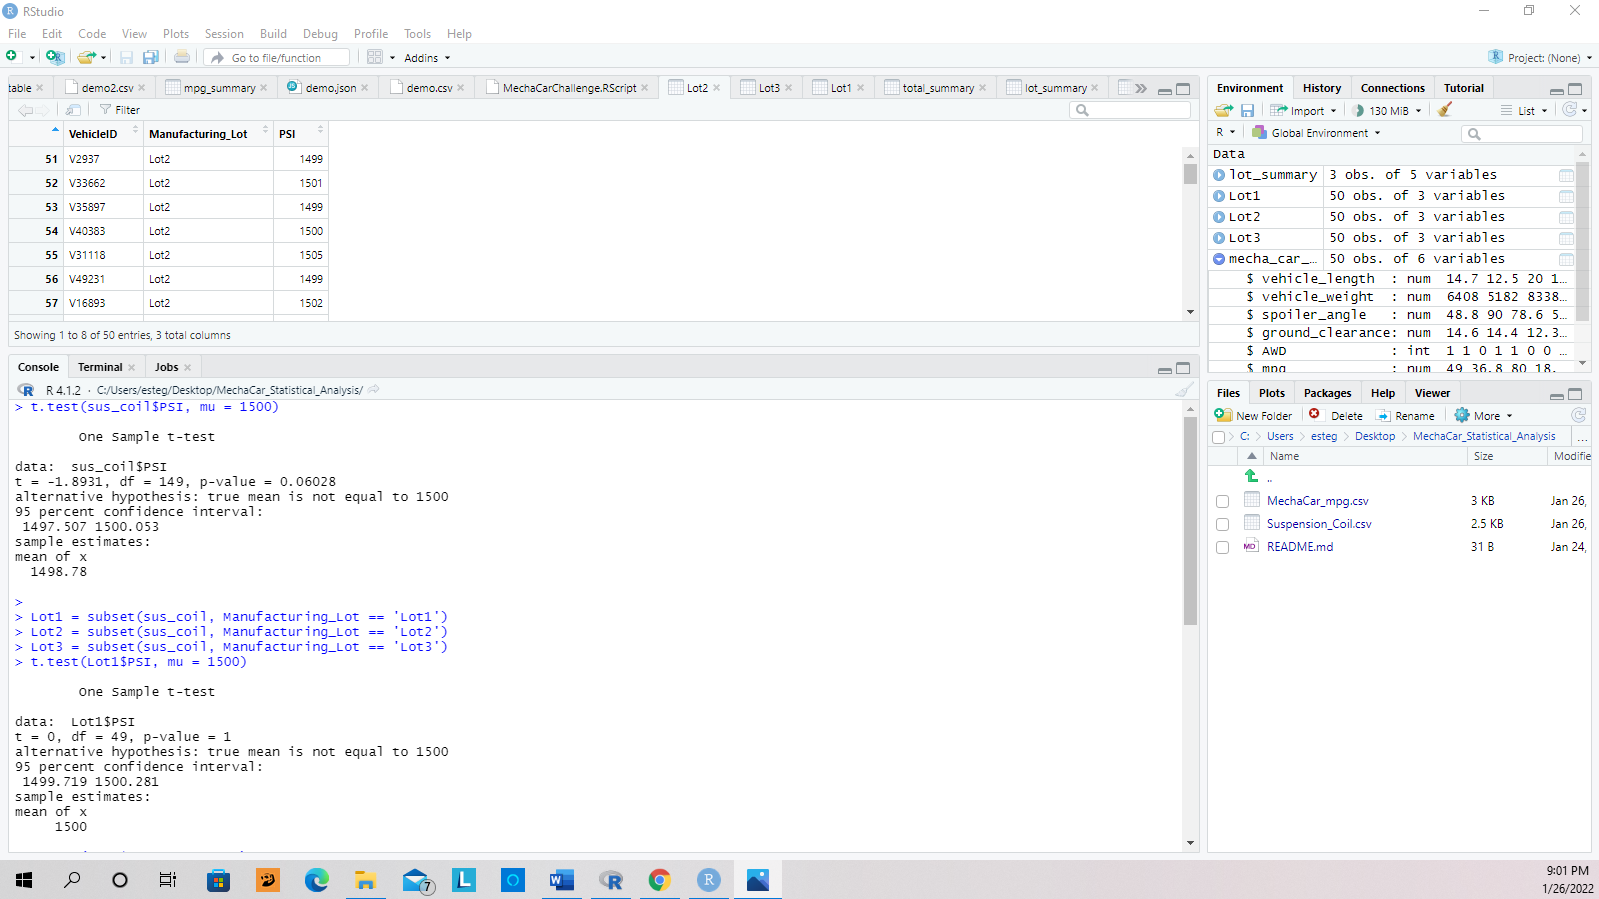 RStudio
File Edit Code View Plots Session Build Debug Profile Tools Help
Go to file/function Addins Project: (None)
table demo2.csv mpg_summary demo.json demo.csv MechaCarChallenge.RScript Lot2 Lot3 Lot1 total_summary lot_summary
Filter
VehicleID Manufacturing_Lot PSI
51 V2937 Lot2 1499
52 V33662 Lot2 1501
53 V35897 Lot2 1499
54 V40383 Lot2 1500
55 V31118 Lot2 1505
56 V49231 Lot2 1499
57 V16893 Lot2 1502
Showing 1 to 8 of 50 entries, 3 total columns
Console Terminal Jobs
R 4.1.2 · C:/Users/esteg/Desktop/MechaCar_Statistical_Analysis/
> t.test(sus_coil$PSI, mu = 1500)
One Sample t-test
data: sus_coil$PSI
t = -1.8931, df = 149, p-value = 0.06028
alternative hypothesis: true mean is not equal to 1500
95 percent confidence interval:
1497.507 1500.053
sample estimates:
mean of x
1498.78
>
> Lot1 = subset(sus_coil, Manufacturing_Lot == 'Lot1')
> Lot2 = subset(sus_coil, Manufacturing_Lot == 'Lot2')
> Lot3 = subset(sus_coil, Manufacturing_Lot == 'Lot3')
> t.test(Lot1$PSI, mu = 1500)
One Sample t-test
data: Lot1$PSI
t = 0, df = 49, p-value = 1
alternative hypothesis: true mean is not equal to 1500
95 percent confidence interval:
1499.719 1500.281
sample estimates:
mean of x
1500
Environment History Connections Tutorial
Import 130 MiB List
R Global Environment
Data
lot_summary 3 obs. of 5 variables
Lot1 50 obs. of 3 variables
Lot2 50 obs. of 3 variables
Lot3 50 obs. of 3 variables
mecha_car_… 50 obs. of 6 variables
$ vehicle_length : num 14.7 12.5 20 1…
$ vehicle_weight : num 6408 5182 8338…
$ spoiler_angle : num 48.8 90 78.6 5…
$ ground_clearance: num 14.6 14.4 12.3…
$ AWD : int 1 1 0 1 1 0 0 …
$ mpg : num 49 36.8 80 18.
Files Plots Packages Help Viewer
New Folder Delete Rename More
C: Users esteg Desktop MechaCar_Statistical_Analysis ...
Name Size Modifie
..
MechaCar_mpg.csv 3 KB Jan 26,
Suspension_Coil.csv 2.5 KB Jan 26,
MD README.md 31 B Jan 24,
7
9:01 PM
1/26/2022